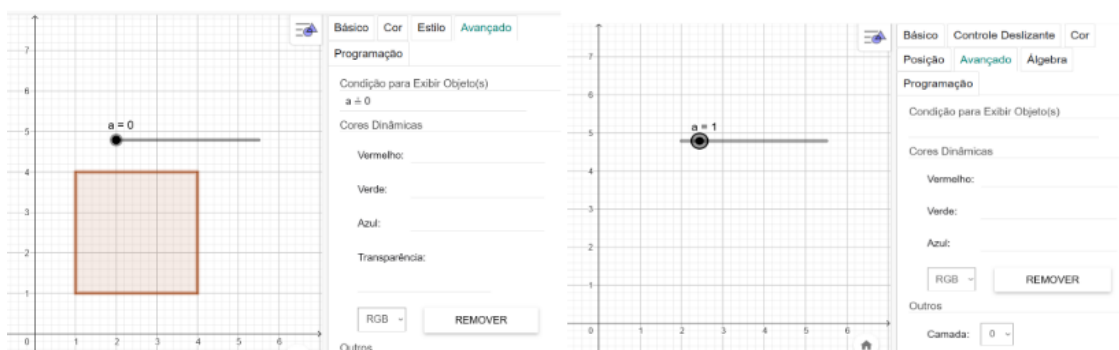 Básico Cor Estilo Avançado
Programação
Condição para Exibir Objeto(s)
a ≟ 0
Cores Dinâmicas
Vermelho:
Verde:
Azul:
Transparência:
RGB
REMOVER
Outros
a = 0
7
6
5
4
3
2
1
0 1 2 3 4 5 6
Básico Controle Deslizante Cor
Posição Avançado Álgebra
Programação
Condição para Exibir Objeto(s)
Cores Dinâmicas
Vermelho:
Verde:
Azul:
RGB
REMOVER
Outros
Camada: 0
a = 1
7
6
5
4
3
2
1
0 1 2 3 4 5 6